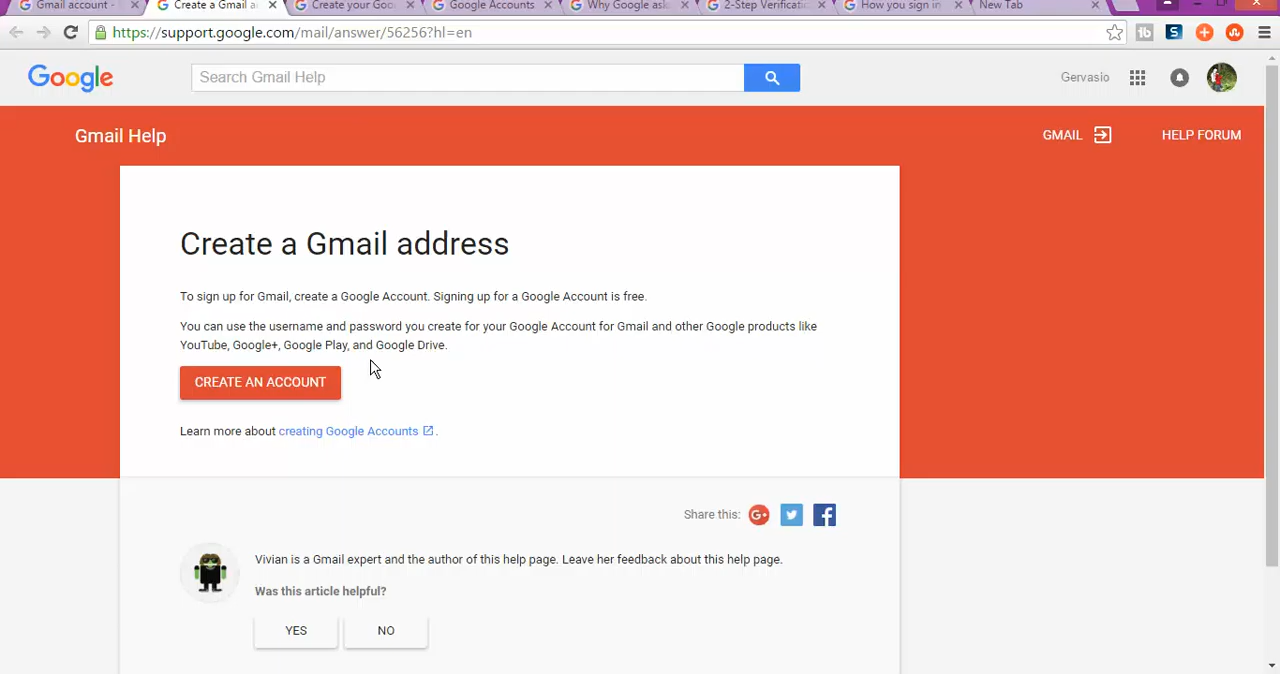 Gmail account -
Create a Gmail a
Create your Goo
Google Accounts
Why Google ask
2-Step Verificati
How you sign in
New Tab
https://support.google.com/mail/answer/56256?hl=en
Google
Search Gmail Help
Gervasio
Gmail Help
GMAIL
HELP FORUM
Create a Gmail address
To sign up for Gmail, create a Google Account. Signing up for a Google Account is free.
You can use the username and password you create for your Google Account for Gmail and other Google products like
YouTube, Google+, Google Play, and Google Drive.
CREATE AN ACCOUNT
Learn more about creating Google Accounts .
Share this:
Vivian is a Gmail expert and the author of this help page. Leave her feedback about this help page.
Was this article helpful?
YES NO